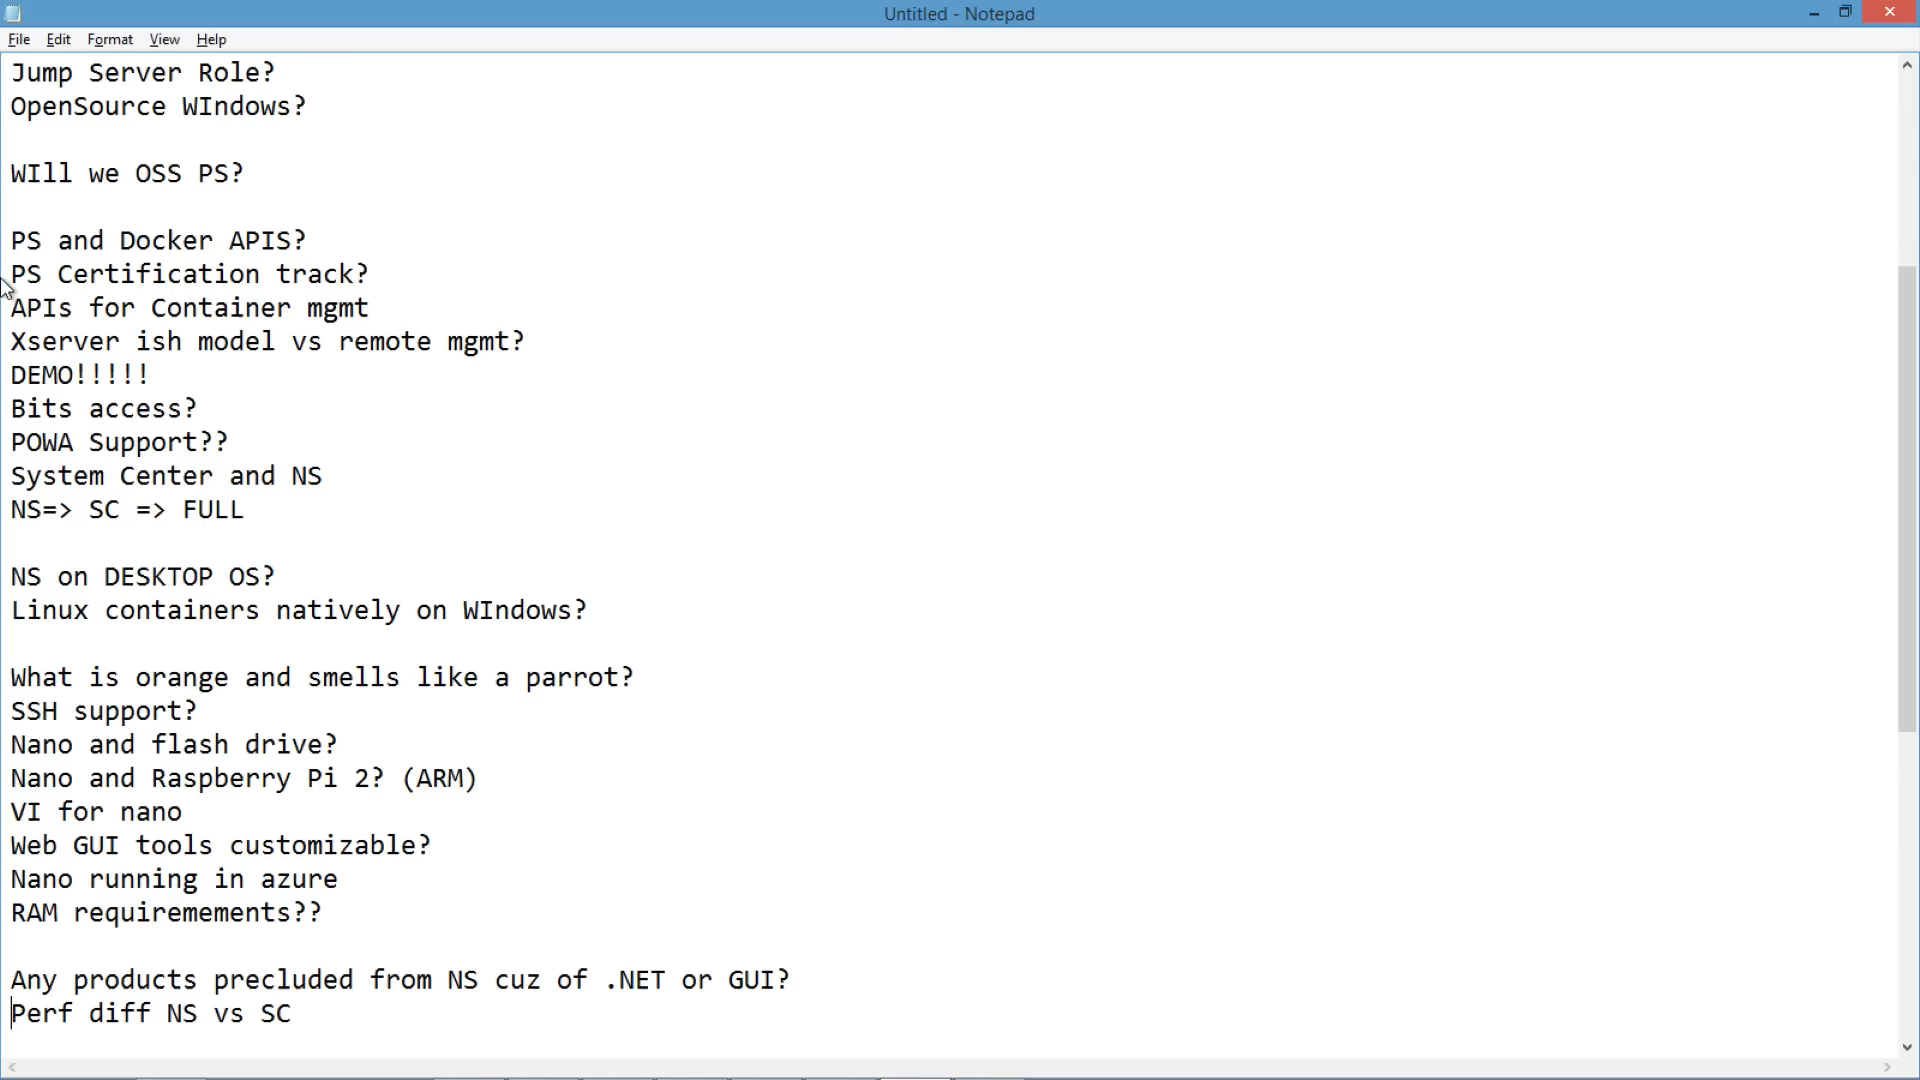 Untitled - Notepad
File Edit Format View Help
Jump Server Role?
OpenSource WIndows?
WIll we OSS PS?
PS and Docker APIS?
PS Certification track?
APIs for Container mgmt
Xserver ish model vs remote mgmt?
DEMO!!!!!
Bits access?
POWA Support??
System Center and NS
NS=> SC => FULL
NS on DESKTOP OS?
Linux containers natively on WIndows?
What is orange and smells like a parrot?
SSH support?
Nano and flash drive?
Nano and Raspberry Pi 2? (ARM)
VI for nano
Web GUI tools customizable?
Nano running in azure
RAM requiremements??
Any products precluded from NS cuz of .NET or GUI?
Perf diff NS vs SC